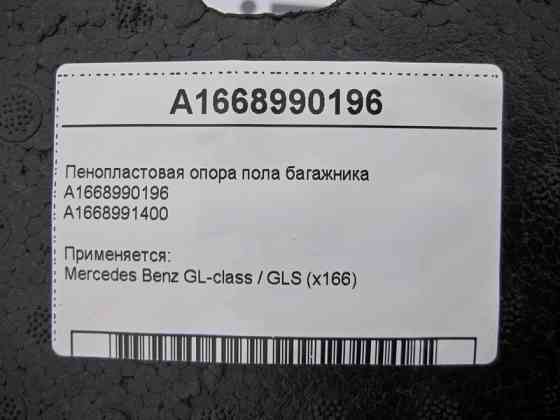 A1668990196
Пенопластовая опора пола багажника
A1668990196
A1668991400
Применяется:
Mercedes Benz GL-class / GLS (x166)